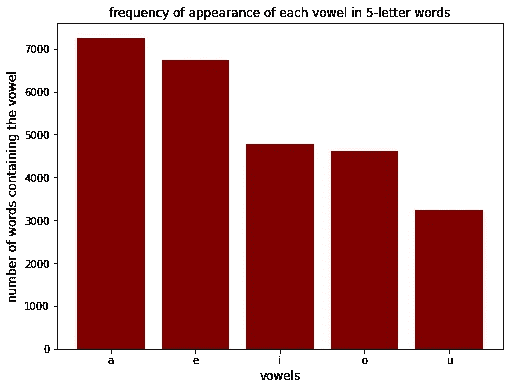 frequency of appearance of each vowel in 5-letter words
number of words containing the vowel
7000
6000
5000
4000
3000
2000
1000
0
a e i o u
vowels